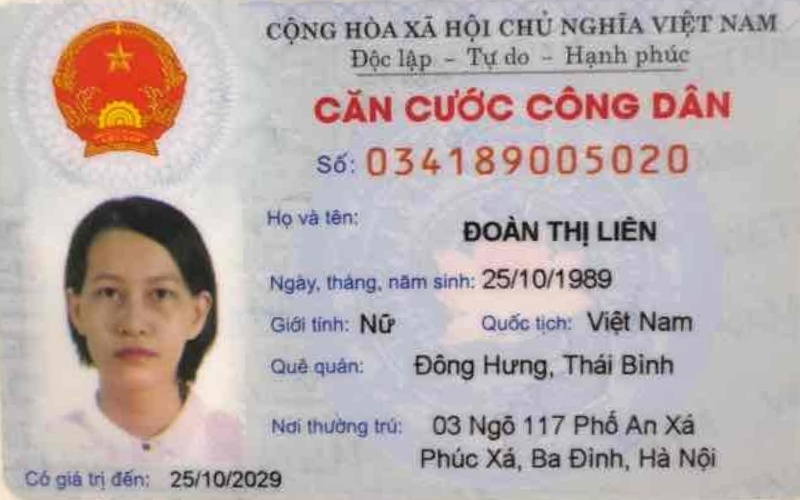 CỘNG HÒA XÃ HỘI CHỦ NGHĨA VIỆT NAM
Độc lập - Tự do - Hạnh phúc
CĂN CƯỚC CÔNG DÂN
Số: 034189005020
Họ và tên: ĐOÀN THỊ LIÊN
Ngày, tháng, năm sinh: 25/10/1989
Giới tính: Nữ Quốc tịch: Việt Nam
Quê quán: Đông Hưng, Thái Bình
Nơi thường trú: 03 Ngõ 117 Phố An Xá
Phúc Xá, Ba Đình, Hà Nội
Có giá trị đến: 25/10/2029